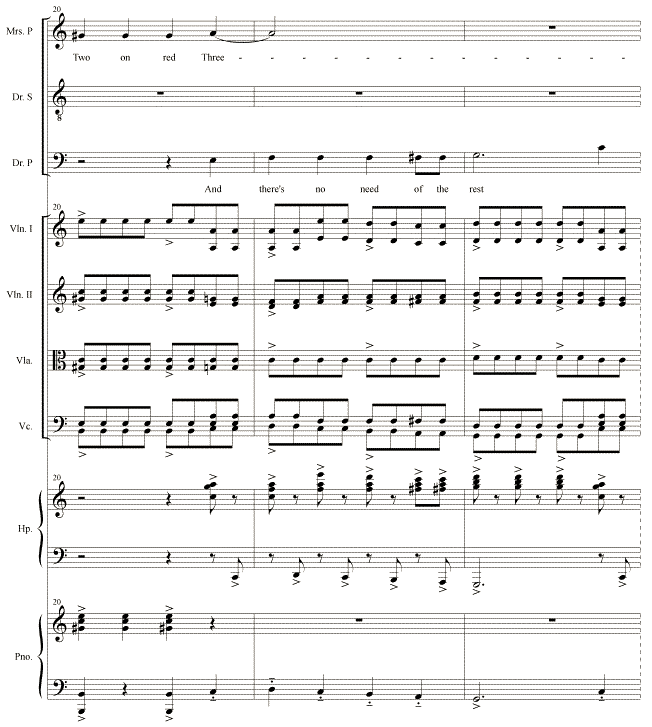 20
Mrs. P
Two on red Three - - - - - - - - - - - - - - - -
Dr. S
8
Dr. P
And there's no need of the rest
20
Vln. I
Vln. II
Vla.
Vc.
20
Hp.
20
Pno.